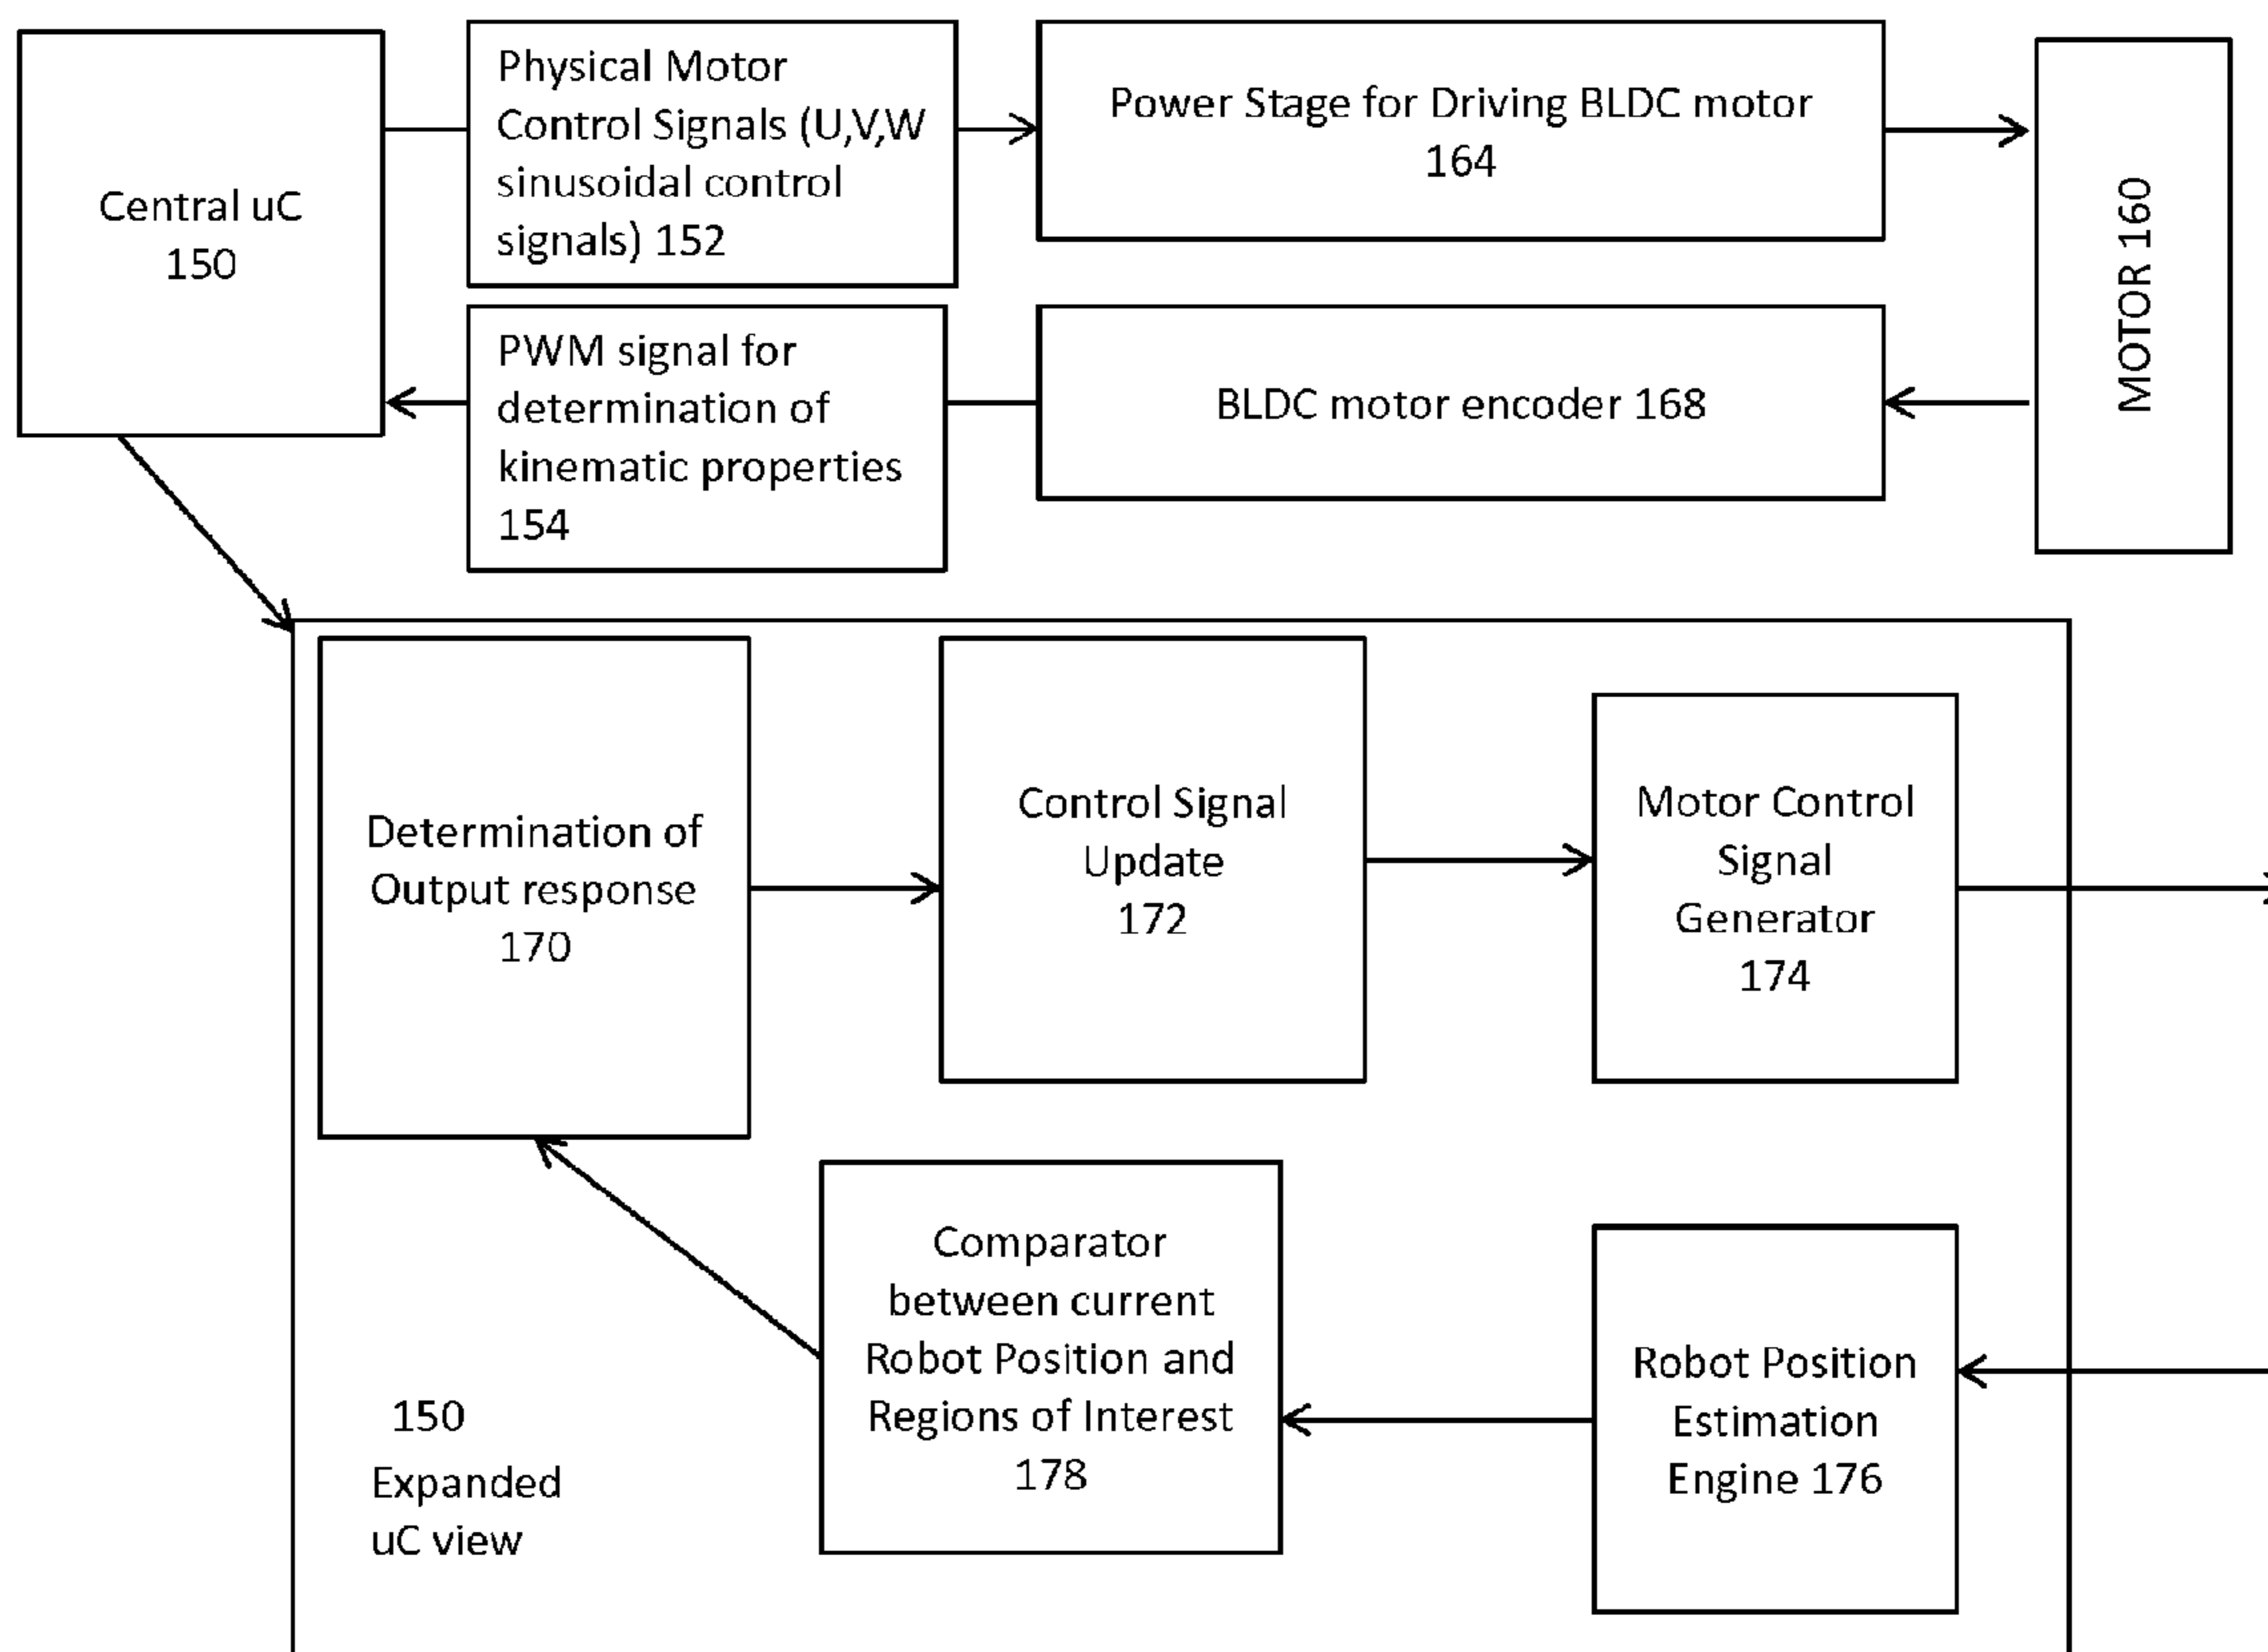 Central uC
150
Physical Motor
Control Signals (U,V,W
sinusoidal control
signals) 152
Power Stage for Driving BLDC motor
164
MOTOR 160
PWM signal for
determination of
kinematic properties
154
BLDC motor encoder 168
Determination of
Output response
170
Control Signal
Update
172
Motor Control
Signal
Generator
174
Comparator
between current
Robot Position and
Regions of Interest
178
Robot Position
Estimation
Engine 176
150
Expanded
uC view